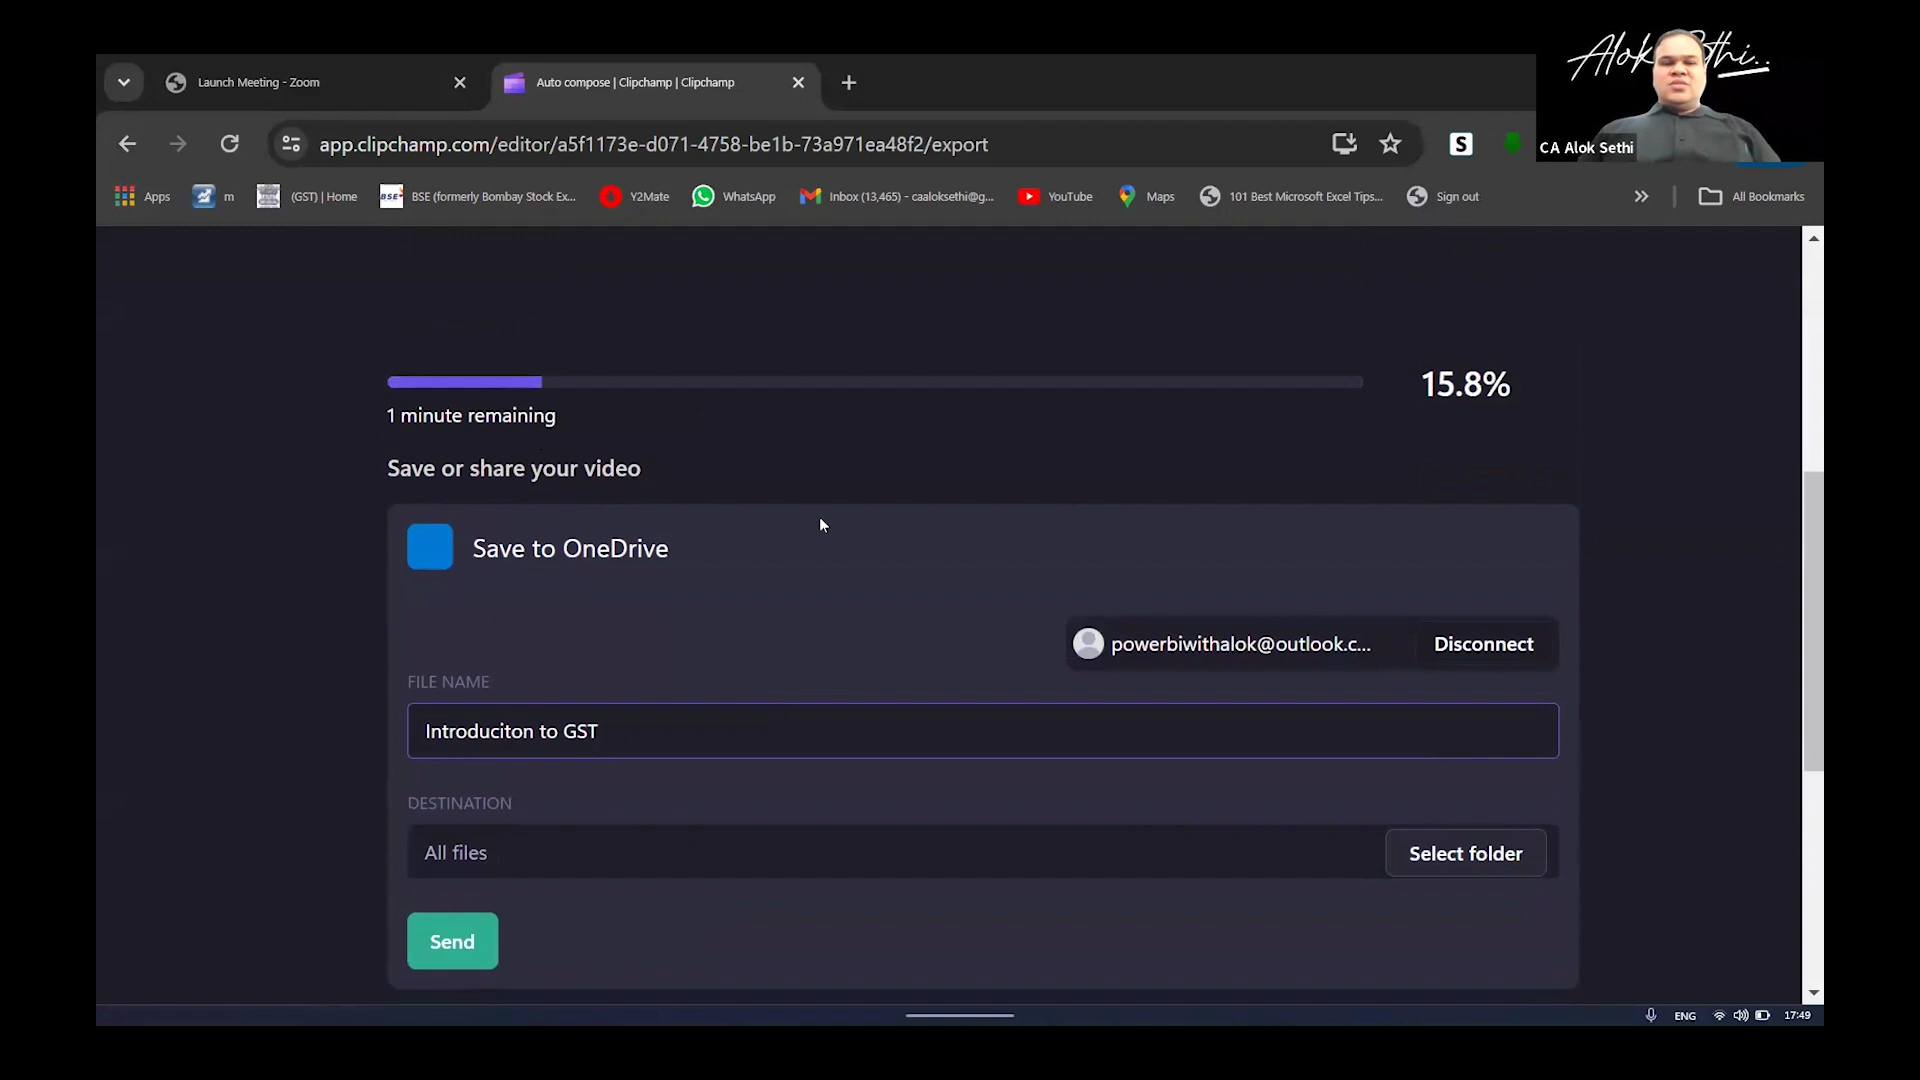 Alok Sethi..
Launch Meeting - Zoom
Auto compose | Clipchamp | Clipchamp
app.clipchamp.com/editor/a5f1173e-d071-4758-be1b-73a971ea48f2/export
S
CA Alok Sethi
Apps
m
(GST) | Home
BSE
BSE (formerly Bombay Stock Ex...
Y2Mate
WhatsApp
Inbox (13,465) - caaloksethi@g...
YouTube
Maps
101 Best Microsoft Excel Tips...
Sign out
All Bookmarks
15.8%
1 minute remaining
Save or share your video
Save to OneDrive
powerbiwithalok@outlook.c...
Disconnect
FILE NAME
Introduciton to GST
DESTINATION
All files
Select folder
Send
ENG
17:49